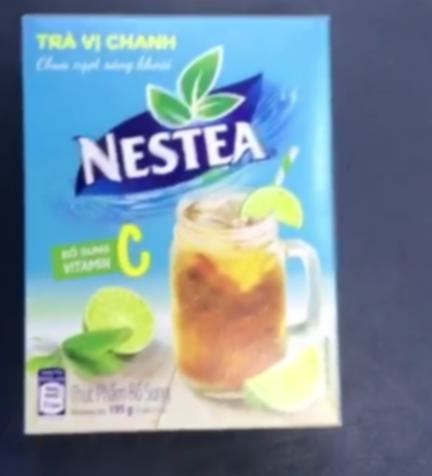 TRÀ VỊ CHANH
Chua ngọt sảng khoái
NESTEA
BỔ SUNG
VITAMIN C
Thực Phẩm Bổ Sung
195 g